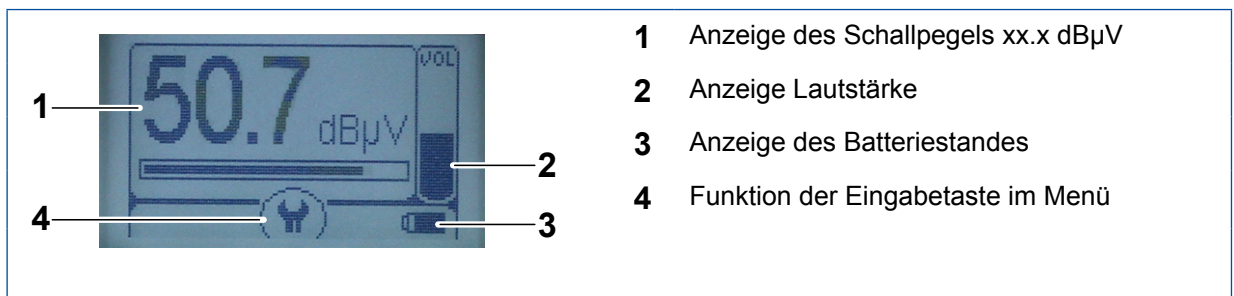 50.7 dBµV
VOL
1
2
3
4
1 Anzeige des Schallpegels xx.x dBµV
2 Anzeige Lautstärke
3 Anzeige des Batteriestandes
4 Funktion der Eingabetaste im Menü